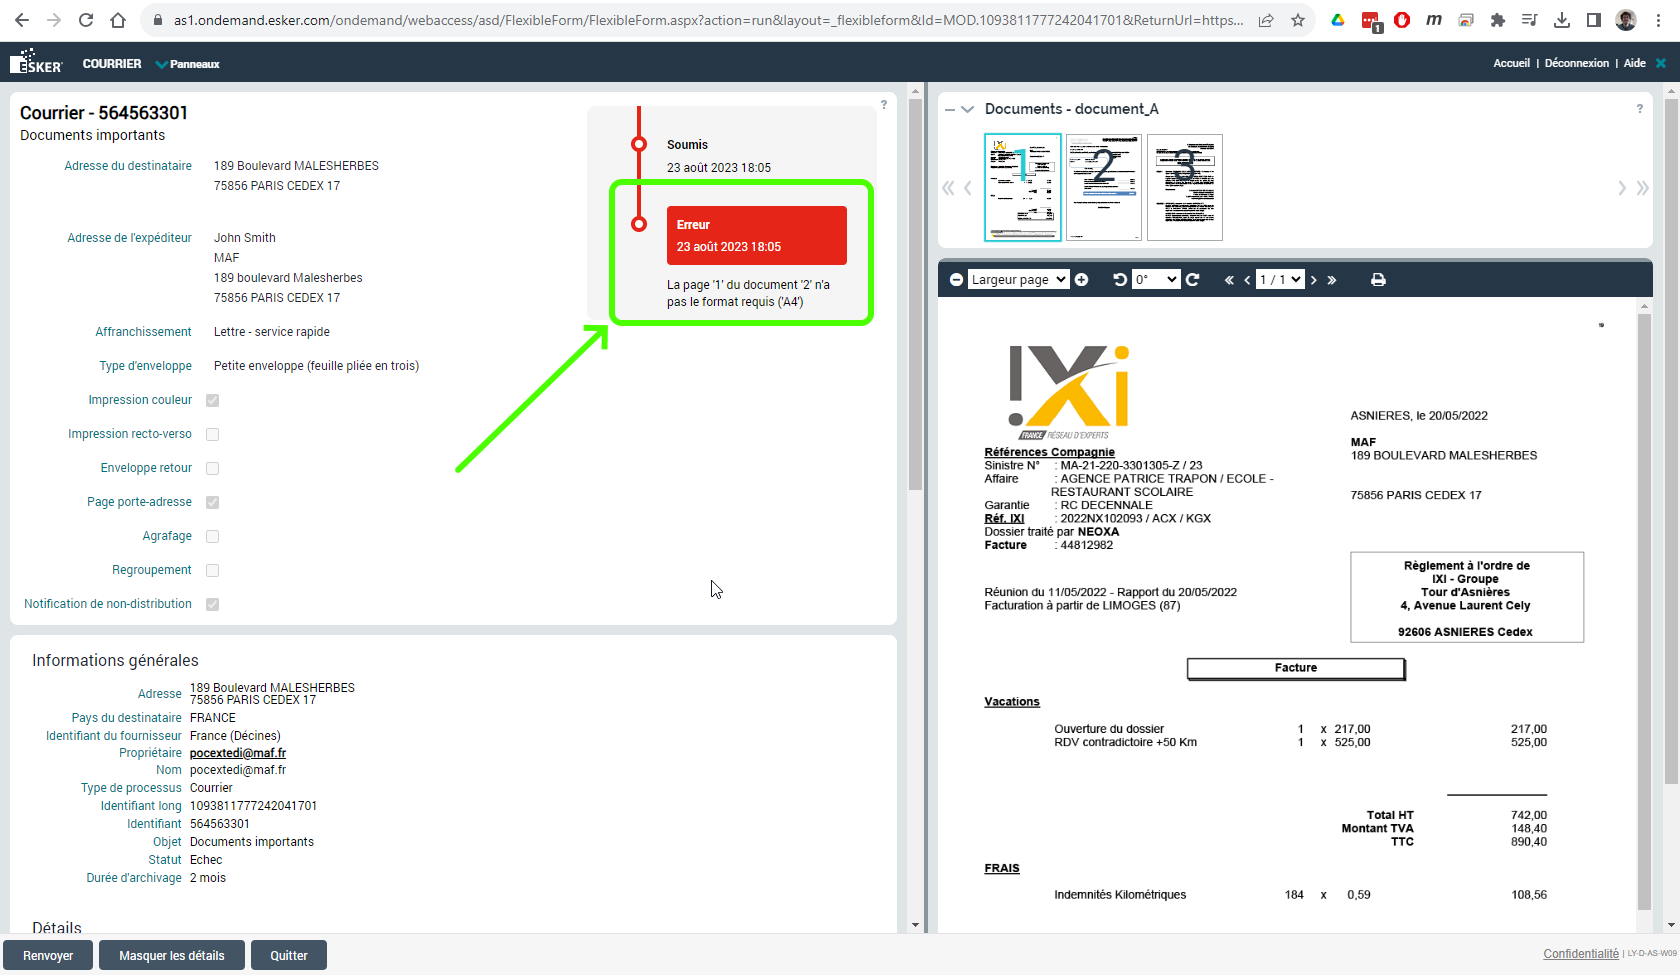 as1.ondemand.esker.com/ondemand/webaccess/asd/FlexibleForm/FlexibleForm.aspx?action=run&layout=_flexibleform&Id=MOD.1093811777242041701&ReturnUrl=https...
1
m
ESKER
COURRIER
Panneaux
Accueil | Déconnexion | Aide
Courrier - 564563301
?
Documents importants
Adresse du destinataire 189 Boulevard MALESHERBES
75856 PARIS CEDEX 17
Adresse de l'expéditeur John Smith
MAF
189 boulevard Malesherbes
75856 PARIS CEDEX 17
Affranchissement Lettre - service rapide
Type d'enveloppe Petite enveloppe (feuille pliée en trois)
Impression couleur
Impression recto-verso
Enveloppe retour
Page porte-adresse
Agrafage
Regroupement
Notification de non-distribution
Soumis
23 août 2023 18:05
Erreur
23 août 2023 18:05
La page '1' du document '2' n'a
pas le format requis ('A4')
Informations générales
Adresse 189 Boulevard MALESHERBES
75856 PARIS CEDEX 17
Pays du destinataire FRANCE
Identifiant du fournisseur France (Décines)
Propriétaire pocextedi@maf.fr
Nom pocextedi@maf.fr
Type de processus Courrier
Identifiant long 1093811777242041701
Identifiant 564563301
Objet Documents importants
Statut Echec
Durée d'archivage 2 mois
Détails
Renvoyer
Masquer les détails
Quitter
Documents - document_A
?
1
2
3
Largeur page
0°
1 / 1
!Xi
FRANCE RÉSEAU D'EXPERTS
ASNIERES, le 20/05/2022
MAF
189 BOULEVARD MALESHERBES
75856 PARIS CEDEX 17
Références Compagnie
Sinistre N° : MA-21-220-3301305-Z / 23
Affaire : AGENCE PATRICE TRAPON / ECOLE -
RESTAURANT SCOLAIRE
Garantie : RC DECENNALE
Réf. IXI : 2022NX102093 / ACX / KGX
Dossier traité par NEOXA
Facture : 44812982
Réunion du 11/05/2022 - Rapport du 20/05/2022
Facturation à partir de LIMOGES (87)
Règlement à l'ordre de
IXI - Groupe
Tour d'Asnières
4, Avenue Laurent Cely
92606 ASNIERES Cedex
Facture
Vacations
Ouverture du dossier 1 x 217,00 217,00
RDV contradictoire +50 Km 1 x 525,00 525,00
Total HT 742,00
Montant TVA 148,40
TTC 890,40
FRAIS
Indemnités Kilométriques 184 x 0,59 108,56
Confidentialité | LY-D-AS-W09